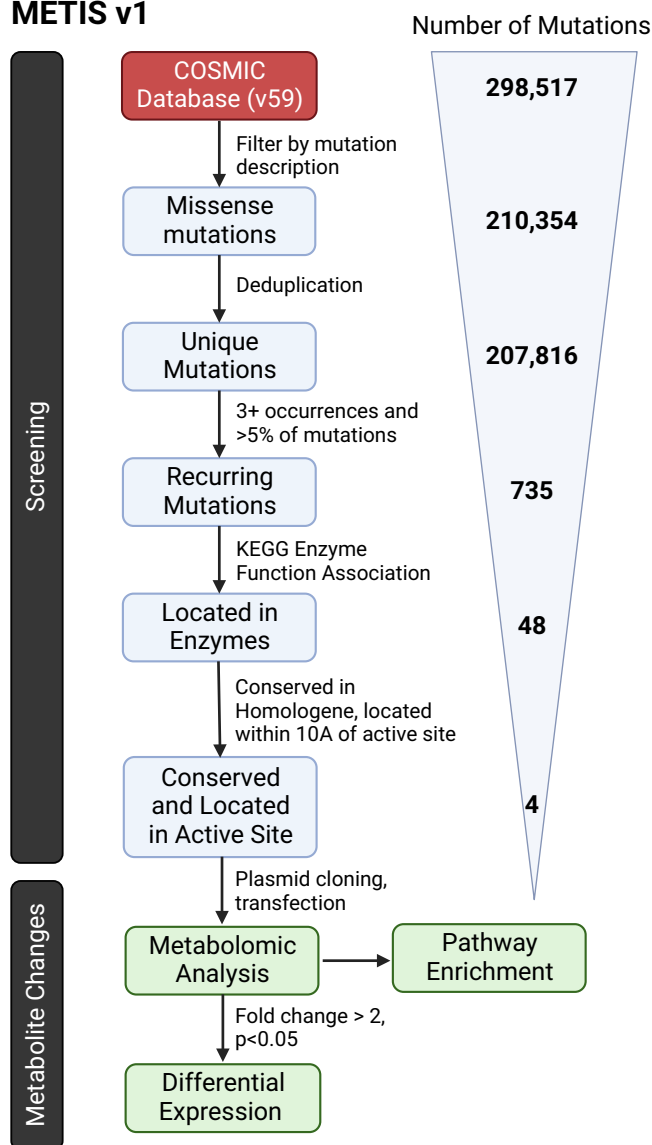 METIS v1
Number of Mutations
COSMIC
Database (v59)
298,517
Filter by mutation
description
Missense
mutations
210,354
Deduplication
Unique
Mutations
207,816
3+ occurrences and
>5% of mutations
Recurring
Mutations
735
KEGG Enzyme
Function Association
Located in
Enzymes
48
Conserved in
Homologene, located
within 10A of active site
Conserved
and Located
in Active Site
4
Screening
Plasmid cloning,
transfection
Metabolomic
Analysis
Pathway
Enrichment
Fold change > 2,
p<0.05
Differential
Expression
Metabolite Changes